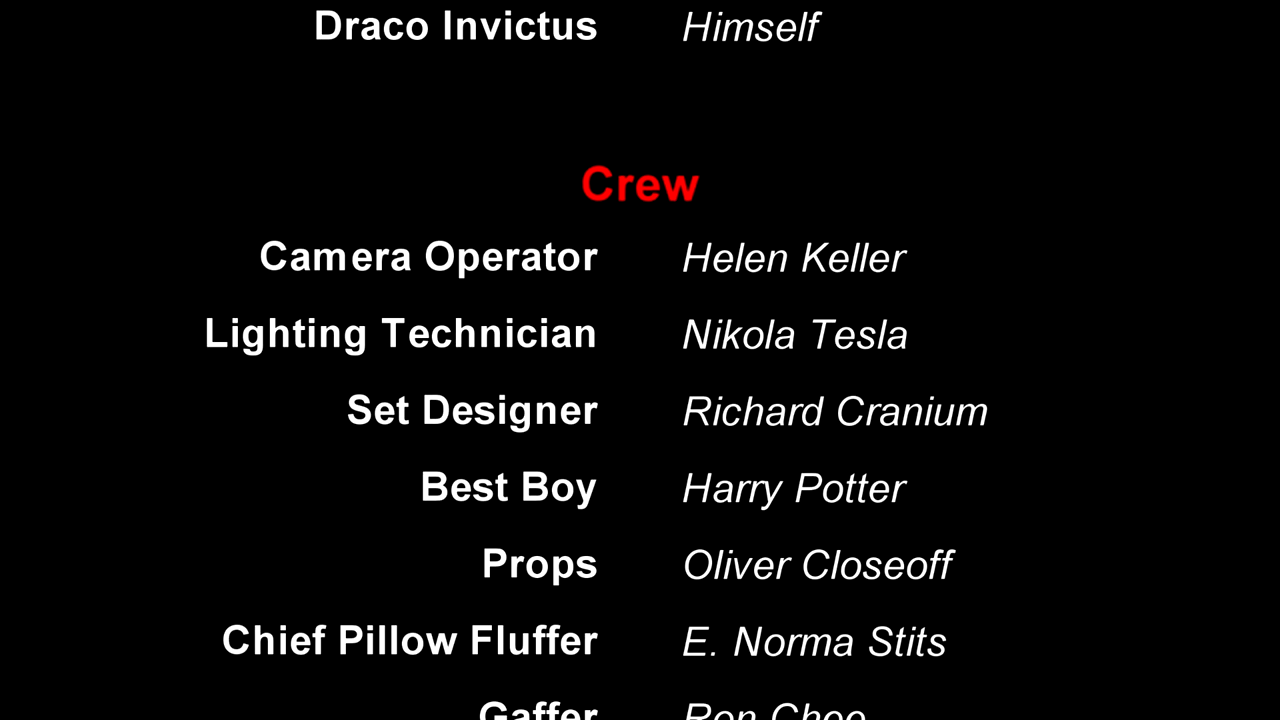 Draco Invictus Himself
Crew
Camera Operator Helen Keller
Lighting Technician Nikola Tesla
Set Designer Richard Cranium
Best Boy Harry Potter
Props Oliver Closeoff
Chief Pillow Fluffer E. Norma Stits
Gaffer Ron Chee